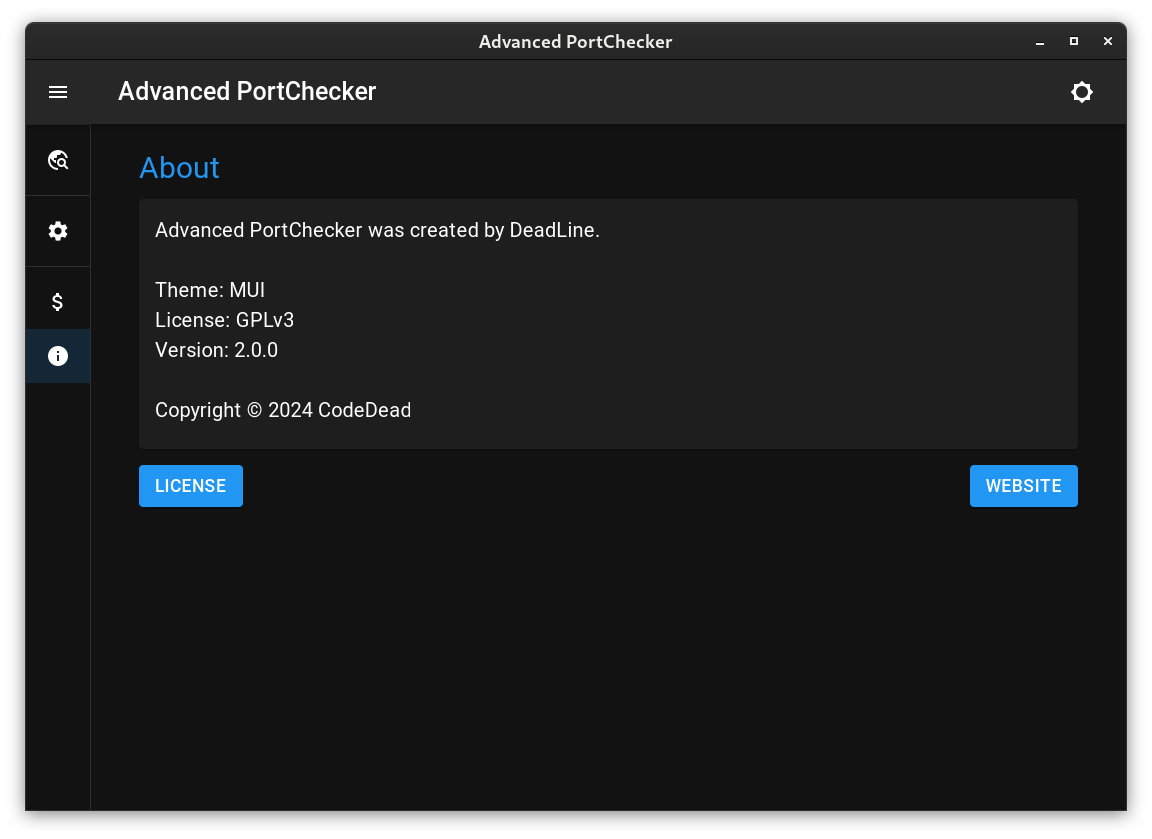 Advanced PortChecker
Advanced PortChecker
About
Advanced PortChecker was created by DeadLine.
Theme: MUI
License: GPLv3
Version: 2.0.0
Copyright © 2024 CodeDead
LICENSE
WEBSITE